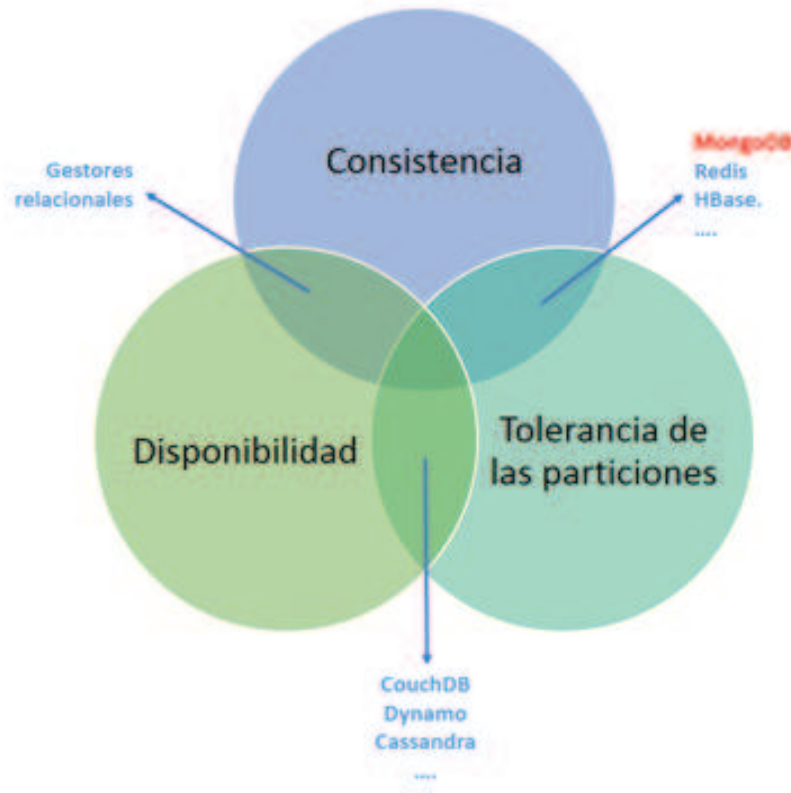 Consistencia
Gestores
relacionales
MongoDB
Redis
HBase.
....
Disponibilidad
Tolerancia de
las particiones
CouchDB
Dynamo
Cassandra
....